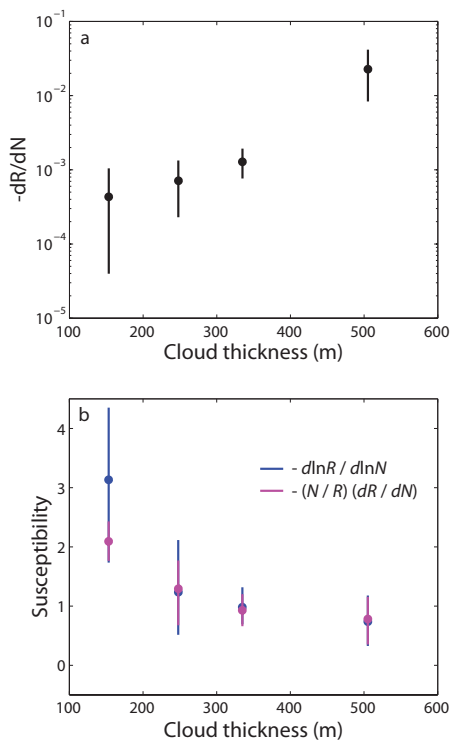 a
10⁻¹
10⁻²
10⁻³
10⁻⁴
10⁻⁵
-dR/dN
100 200 300 400 500 600
Cloud thickness (m)
b
4
3
2
1
0
Susceptibility
- dlnR / dlnN
- (N / R) (dR / dN)
100 200 300 400 500 600
Cloud thickness (m)